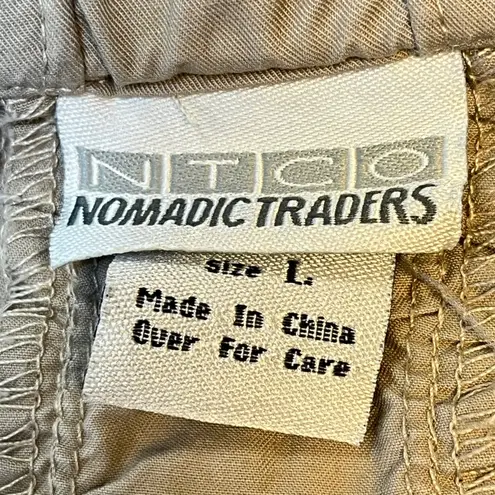 NTCO
NOMADIC TRADERS
Size L.
Made In China
Over For Care